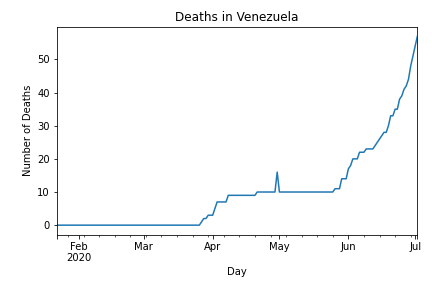 Deaths in Venezuela
Number of Deaths
50
40
30
20
10
0
Feb
2020
Mar
Apr
May
Jun
Jul
Day